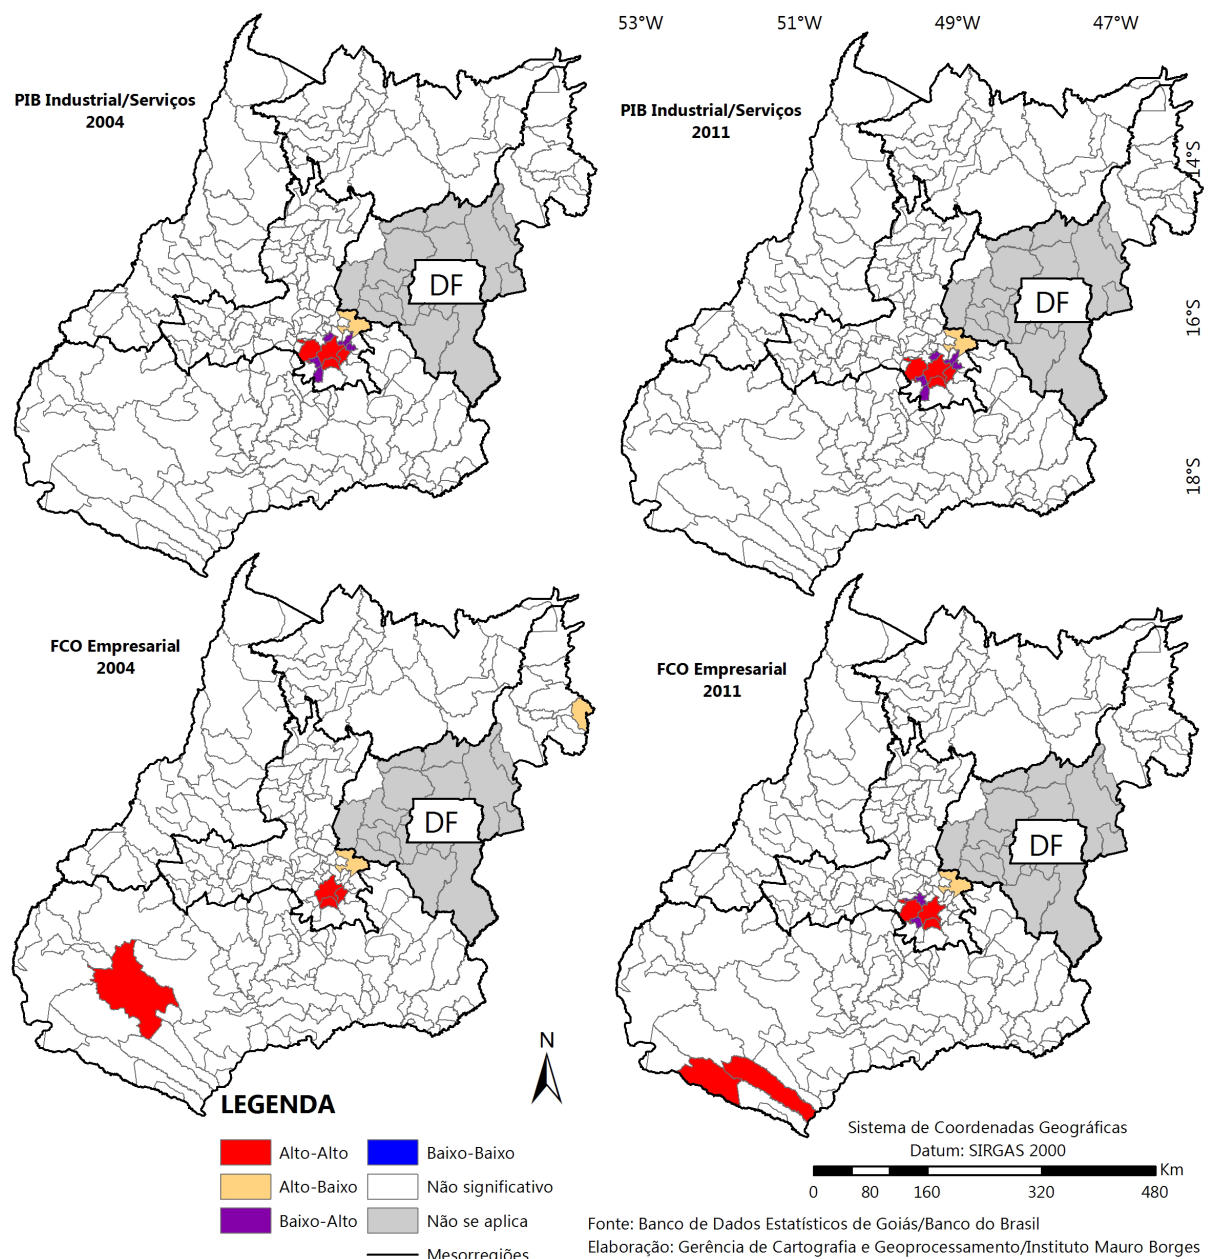 53°W 51°W 49°W 47°W
PIB Industrial/Serviços
2004
PIB Industrial/Serviços
2011
14°S
16°S
18°S
DF
DF
FCO Empresarial
2004
FCO Empresarial
2011
DF
DF
N
LEGENDA
Alto-Alto
Baixo-Baixo
Alto-Baixo
Não significativo
Baixo-Alto
Não se aplica
Mesorregiões
Sistema de Coordenadas Geográficas
Datum: SIRGAS 2000
Km
0 80 160 320 480
Fonte: Banco de Dados Estatísticos de Goiás/Banco do Brasil
Elaboração: Gerência de Cartografia e Geoprocessamento/Instituto Mauro Borges